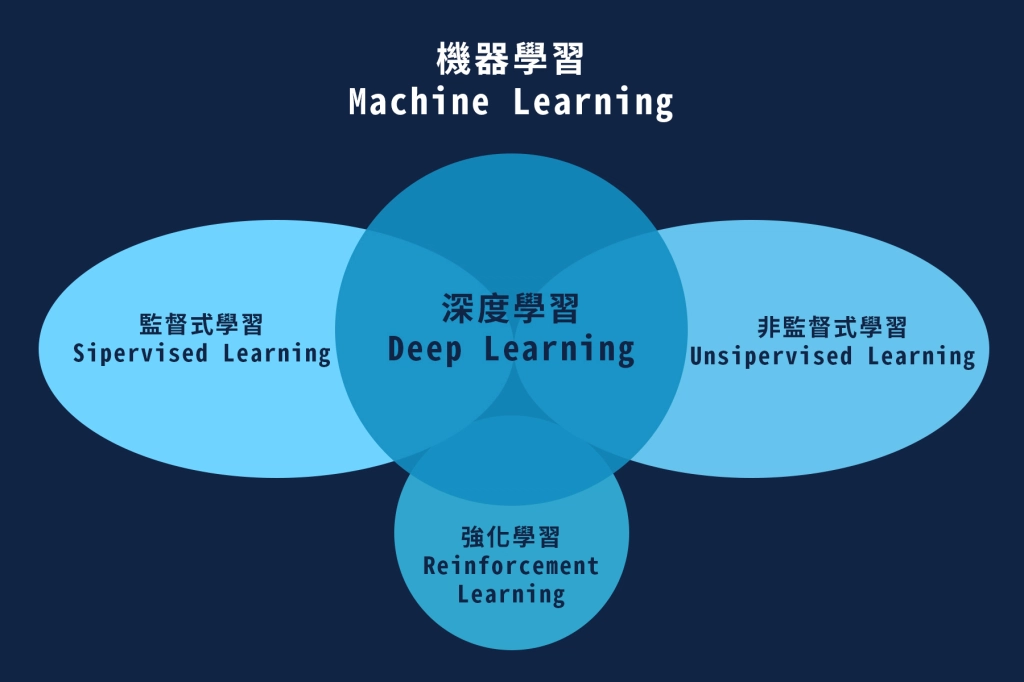 機器學習
Machine Learning
深度學習
Deep Learning
監督式學習
Sipervised Learning
非監督式學習
Unsipervised Learning
強化學習
Reinforcement
Learning